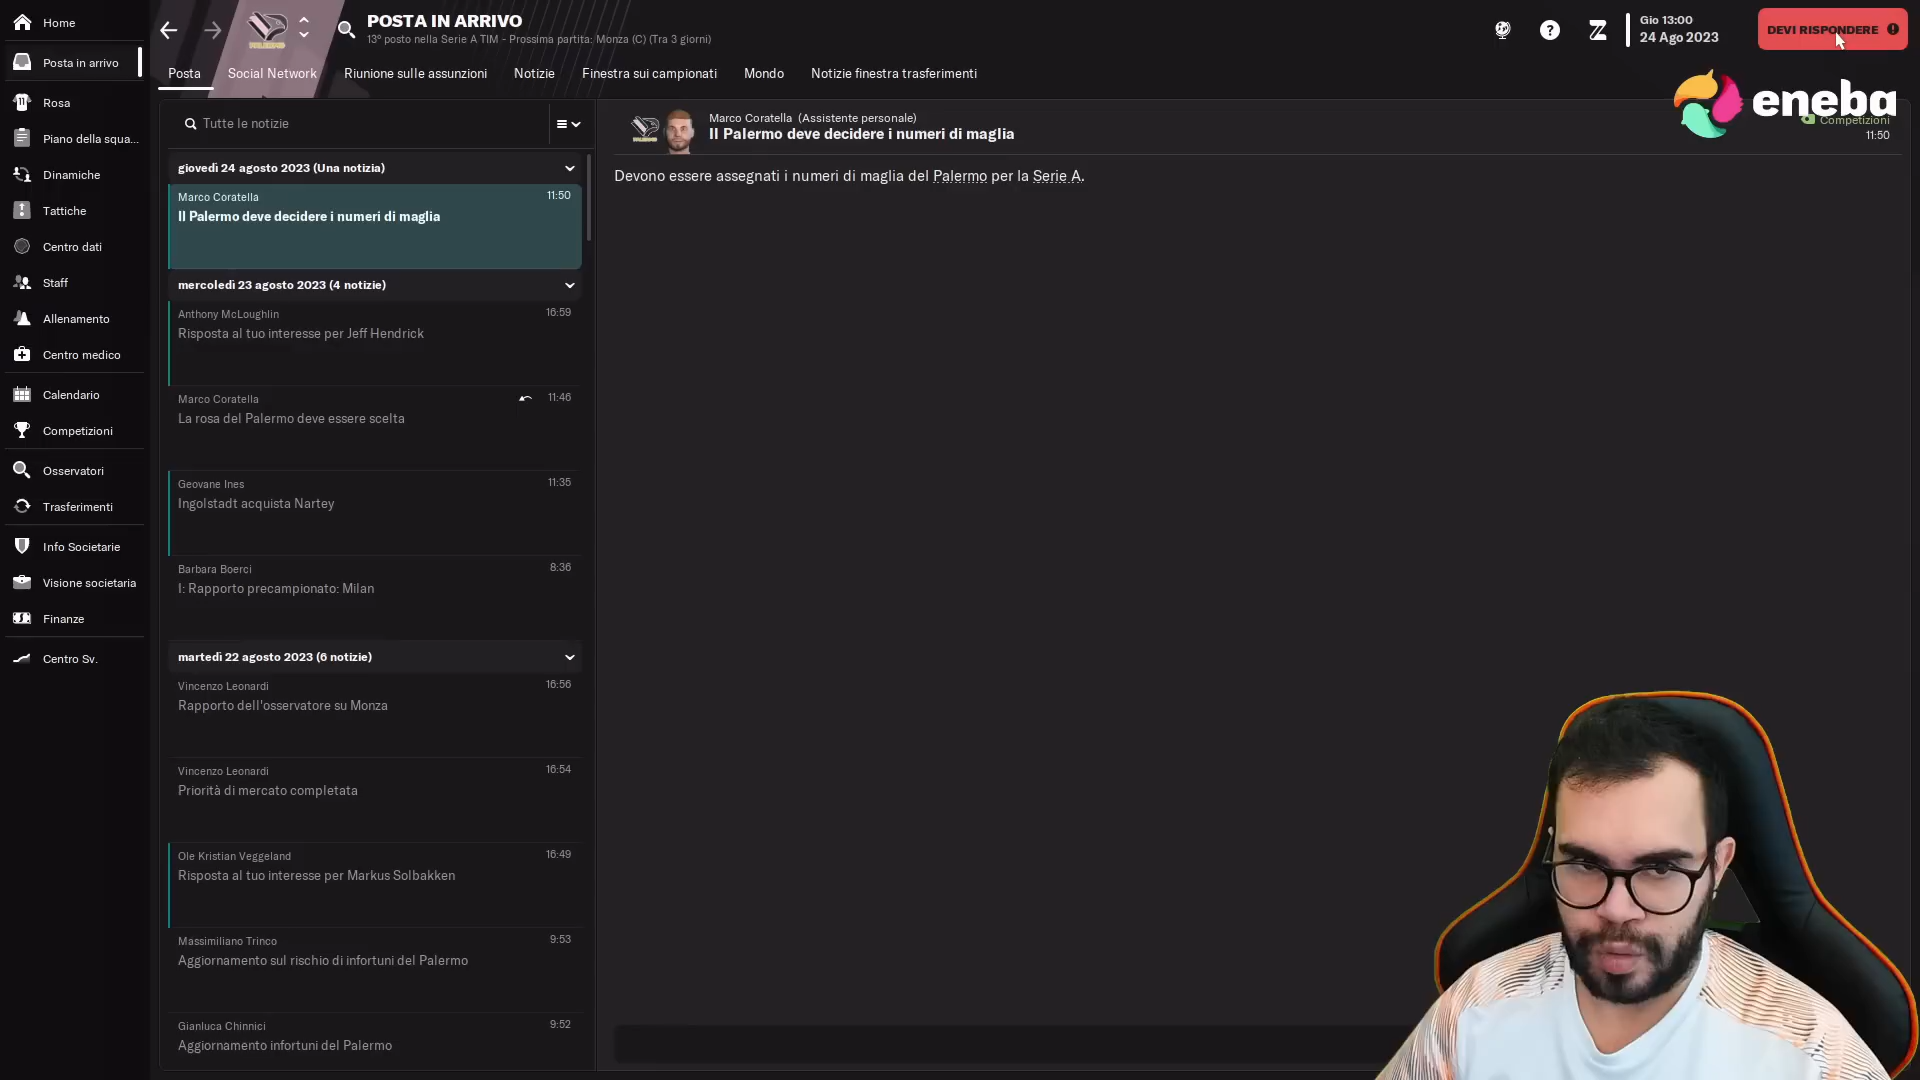 Home
Posta in arrivo
Rosa
Piano della squa...
Dinamiche
Tattiche
Centro dati
Staff
Allenamento
Centro medico
Calendario
Competizioni
Osservatori
Trasferimenti
Info Societarie
Visione societaria
Finanze
Centro Sv.
PALERMO
POSTA IN ARRIVO
13° posto nella Serie A TIM - Prossima partita: Monza (C) (Tra 3 giorni)
Gio 13:00
24 Ago 2023
DEVI RISPONDERE
Posta
Social Network
Riunione sulle assunzioni
Notizie
Finestra sui campionati
Mondo
Notizie finestra trasferimenti
eneba
Tutte le notizie
giovedì 24 agosto 2023 (Una notizia)
Marco Coratella
11:50
Il Palermo deve decidere i numeri di maglia
mercoledì 23 agosto 2023 (4 notizie)
Anthony McLoughlin
16:59
Risposta al tuo interesse per Jeff Hendrick
Marco Coratella
11:46
La rosa del Palermo deve essere scelta
Geovane Ines
11:35
Ingolstadt acquista Nartey
Barbara Boerci
8:36
I: Rapporto precampionato: Milan
martedì 22 agosto 2023 (6 notizie)
Vincenzo Leonardi
16:56
Rapporto dell'osservatore su Monza
Vincenzo Leonardi
16:54
Priorità di mercato completata
Ole Kristian Veggeland
16:49
Risposta al tuo interesse per Markus Solbakken
Massimiliano Trinco
9:53
Aggiornamento sul rischio di infortuni del Palermo
Gianluca Chinnici
9:52
Aggiornamento infortuni del Palermo
Marco Coratella (Assistente personale)
Il Palermo deve decidere i numeri di maglia
Competizioni
11:50
Devono essere assegnati i numeri di maglia del Palermo per la Serie A.